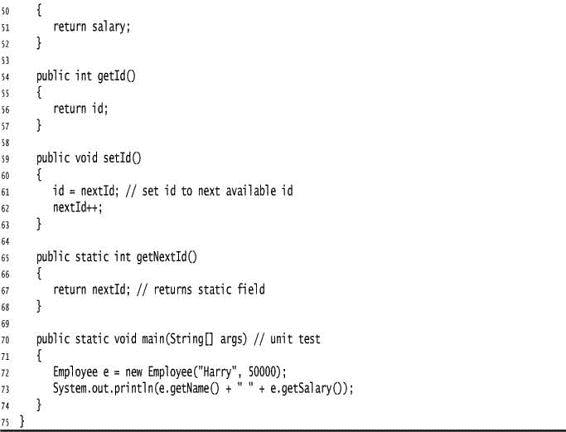 50    {
51       return salary;
52    }
53
54    public int getId()
55    {
56       return id;
57    }
58
59    public void setId()
60    {
61       id = nextId; // set id to next available id
62       nextId++;
63    }
64
65    public static int getNextId()
66    {
67       return nextId; // returns static field
68    }
69
70    public static void main(String[] args) // unit test
71    {
72       Employee e = new Employee("Harry", 50000);
73       System.out.println(e.getName() + " " + e.getSalary());
74    }
75 }